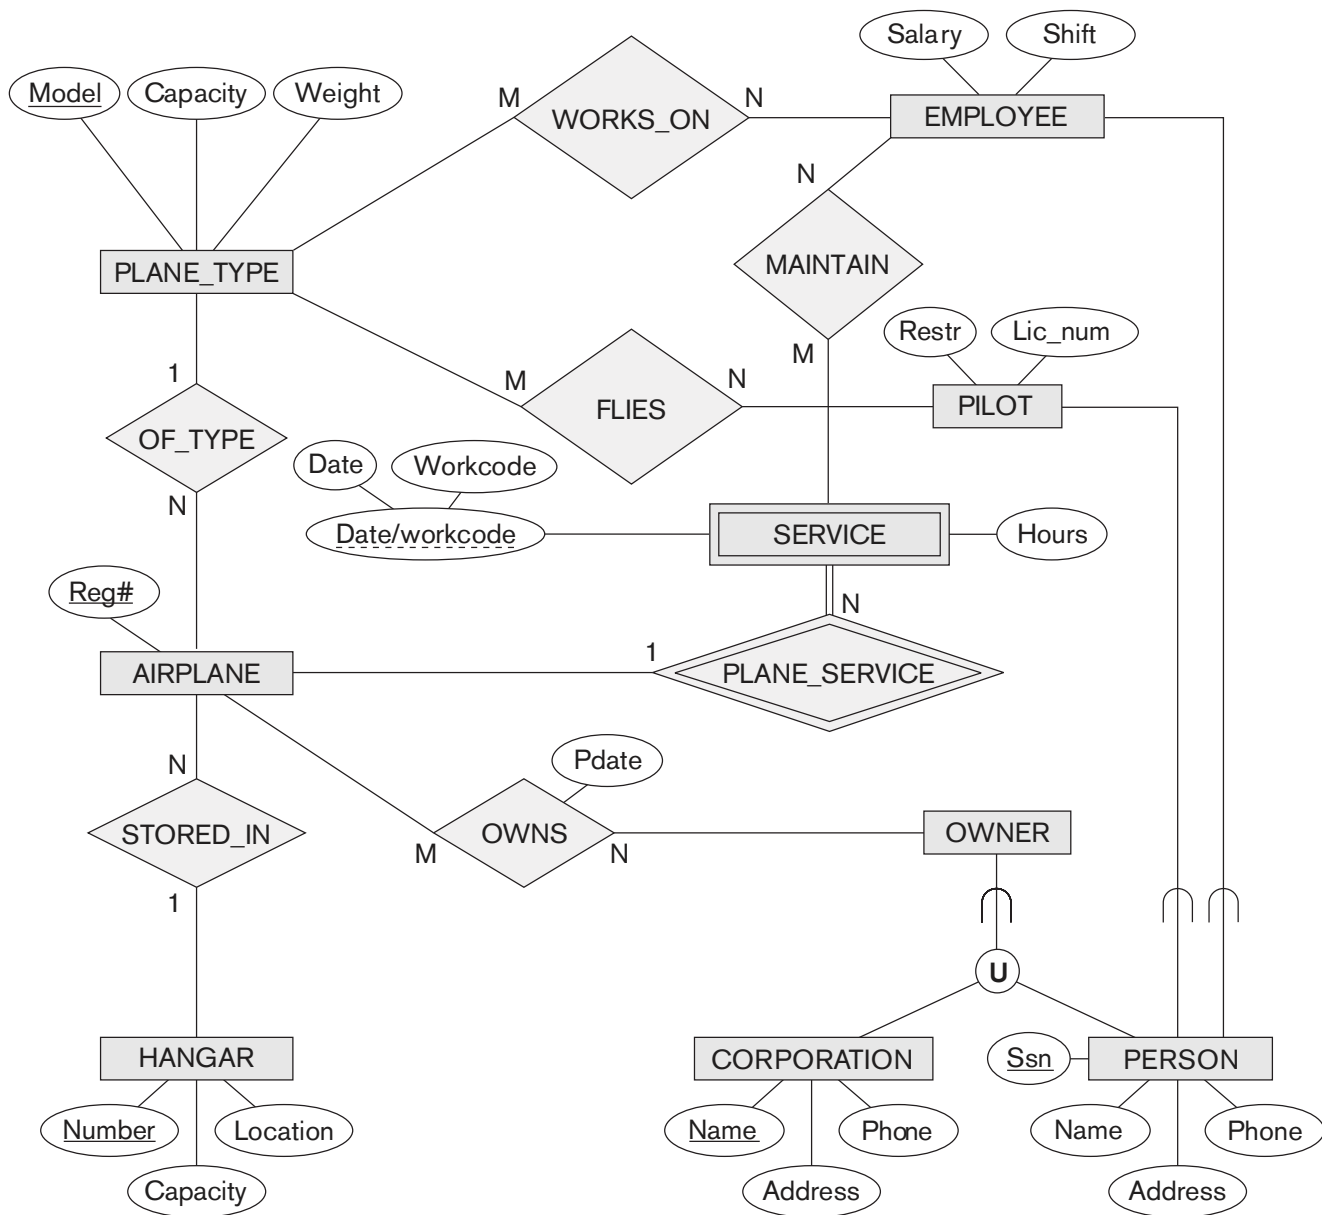 Salary
Shift
Model
Capacity
Weight
M
WORKS_ON
N
EMPLOYEE
N
PLANE_TYPE
MAINTAIN
Restr
Lic_num
M
1
M
FLIES
N
PILOT
OF_TYPE
Date
Workcode
N
Date/workcode
SERVICE
Hours
Reg#
N
1
AIRPLANE
PLANE_SERVICE
N
Pdate
STORED_IN
M
OWNS
N
OWNER
1
U
HANGAR
CORPORATION
Ssn
PERSON
Number
Location
Name
Phone
Name
Phone
Capacity
Address
Address